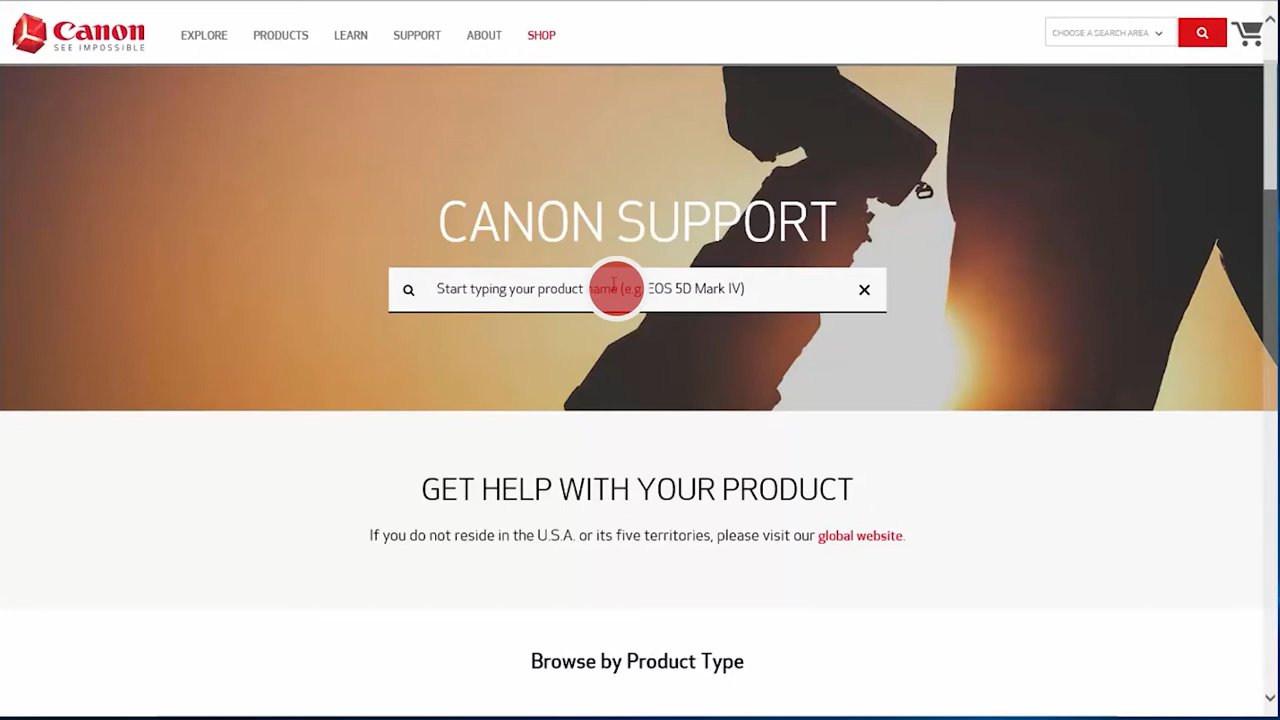 Canon
SEE IMPOSSIBLE
EXPLORE PRODUCTS LEARN SUPPORT ABOUT SHOP
CHOOSE A SEARCH AREA
CANON SUPPORT
Start typing your product name (e.g. EOS 5D Mark IV)
GET HELP WITH YOUR PRODUCT
If you do not reside in the U.S.A. or its five territories, please visit our global website.
Browse by Product Type